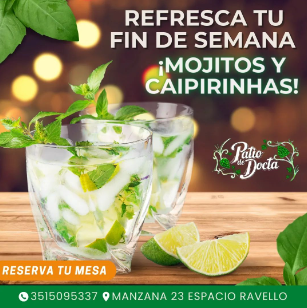 REFRESCA TU
FIN DE SEMANA
¡MOJITOS Y
CAIPIRINHAS!
Patio
de
Docta
RESERVA TU MESA
3515095337 MANZANA 23 ESPACIO RAVELLO